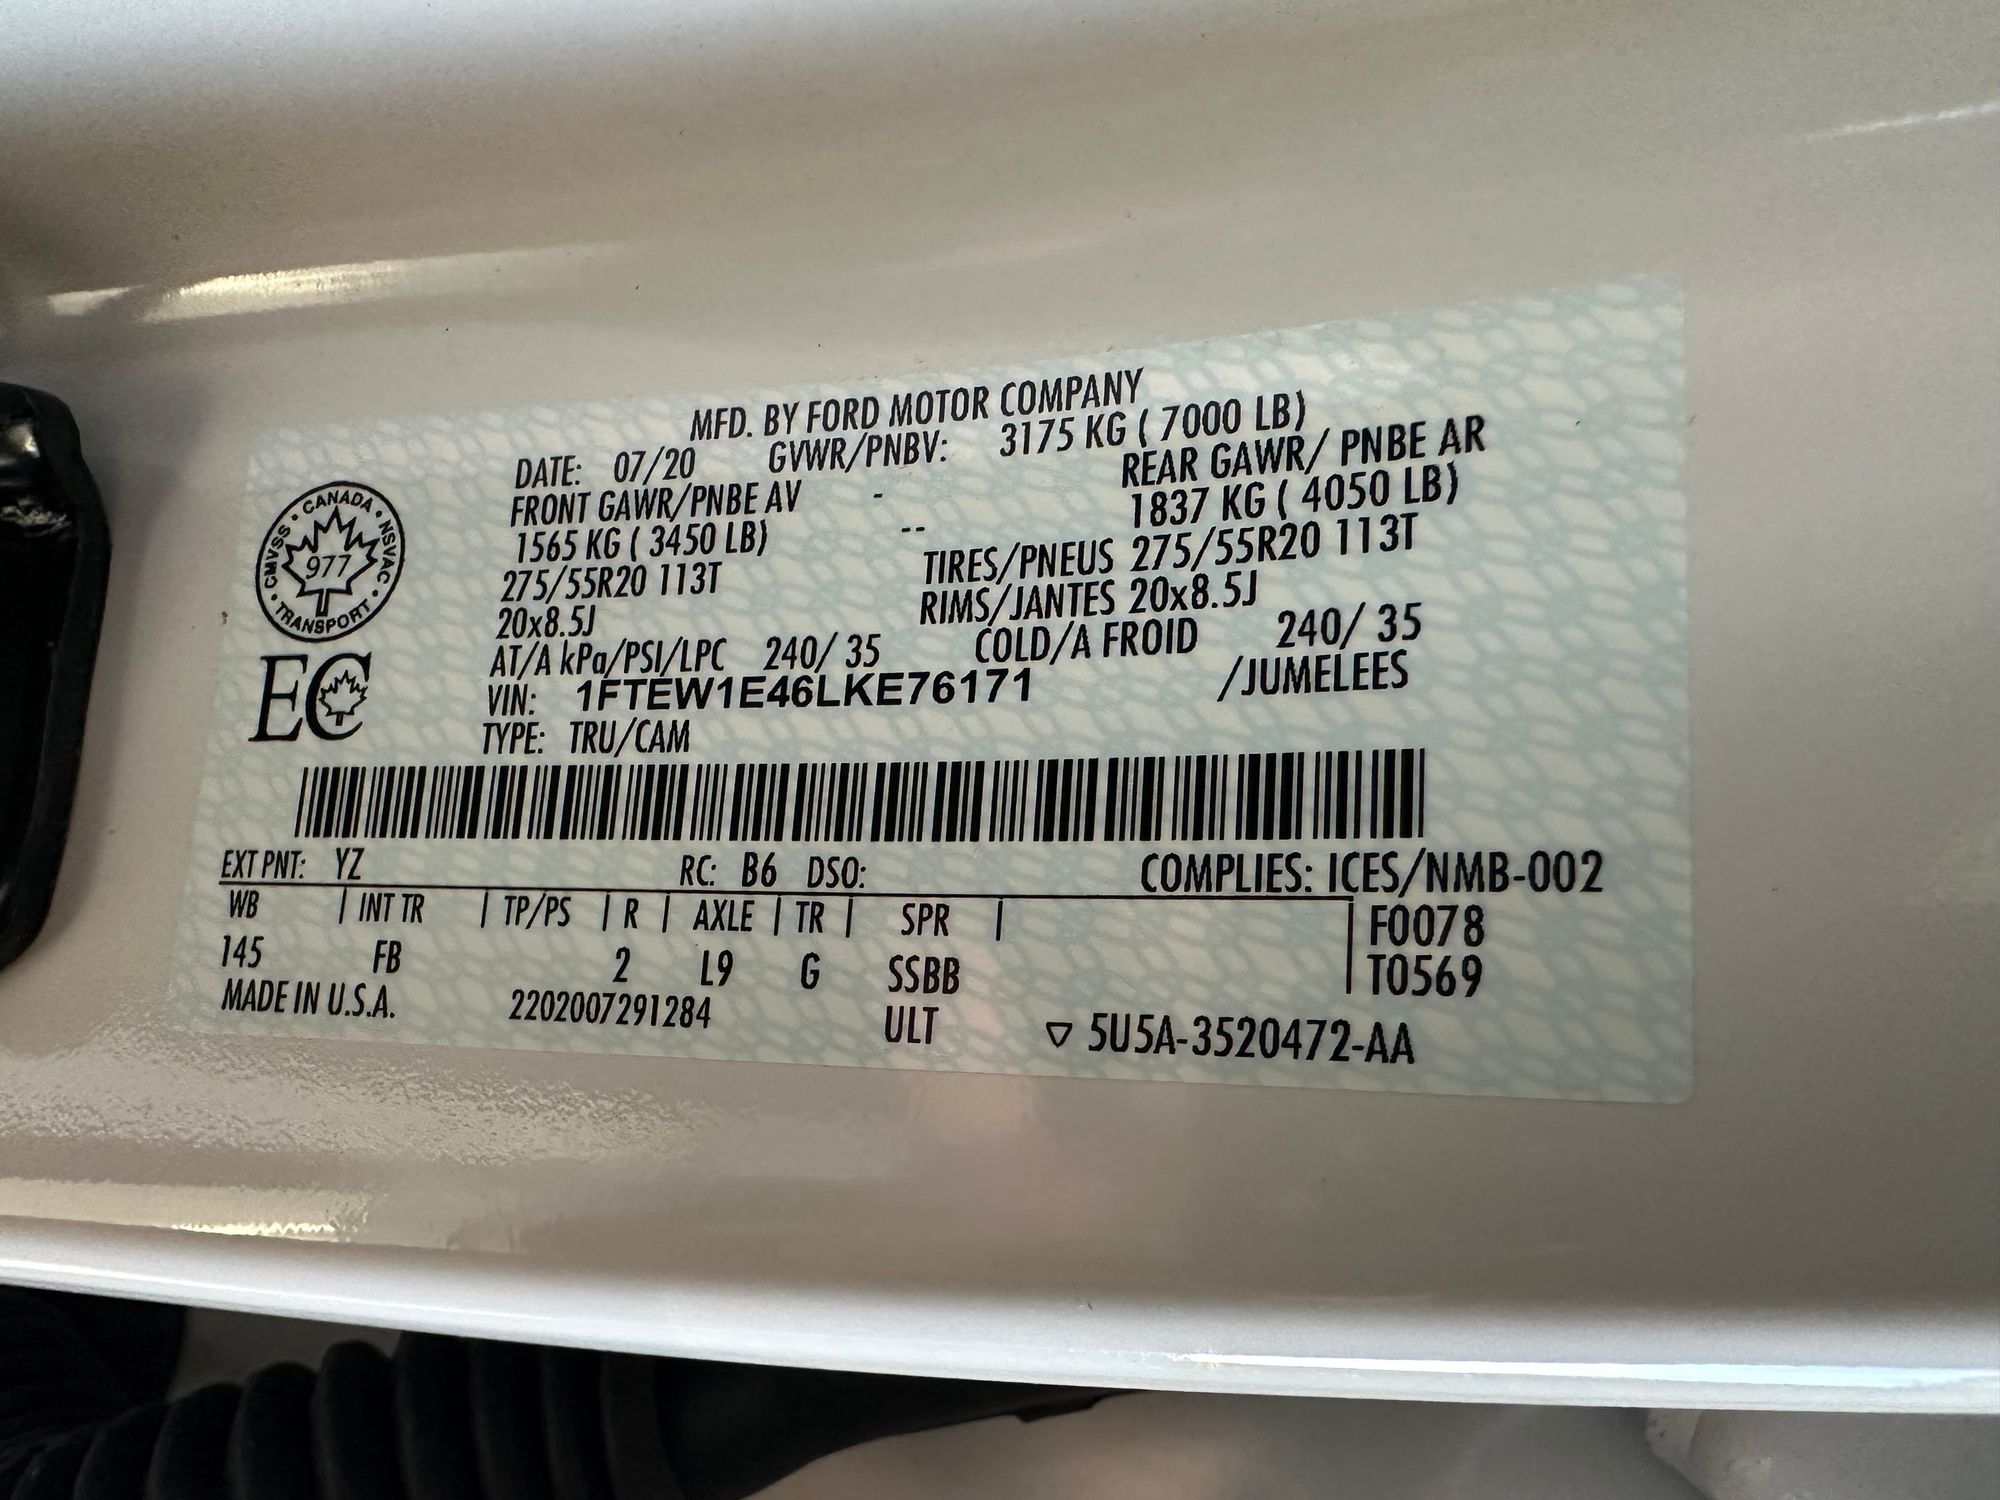 MFD. BY FORD MOTOR COMPANY
DATE: 07/20 GVWR/PNBV: 3175 KG ( 7000 LB)
FRONT GAWR/PNBE AV - REAR GAWR/ PNBE AR
1565 KG ( 3450 LB) -- 1837 KG ( 4050 LB)
275/55R20 113T TIRES/PNEUS 275/55R20 113T
20x8.5J RIMS/JANTES 20x8.5J
AT/A kPa/PSI/LPC 240/ 35 COLD/A FROID 240/ 35
VIN: 1FTEW1E46LKE76171 /JUMELEES
TYPE: TRU/CAM
CANADA • NSVAC • TRANSPORT • CMVSS •
977
EC
EXT PNT: YZ RC: B6 DSO: COMPLIES: ICES/NMB-002
WB | INT TR | TP/PS | R | AXLE | TR | SPR | F0078
145 FB 2 L9 G SSBB T0569
MADE IN U.S.A. 2202007291284 ULT ▽ 5U5A-3520472-AA